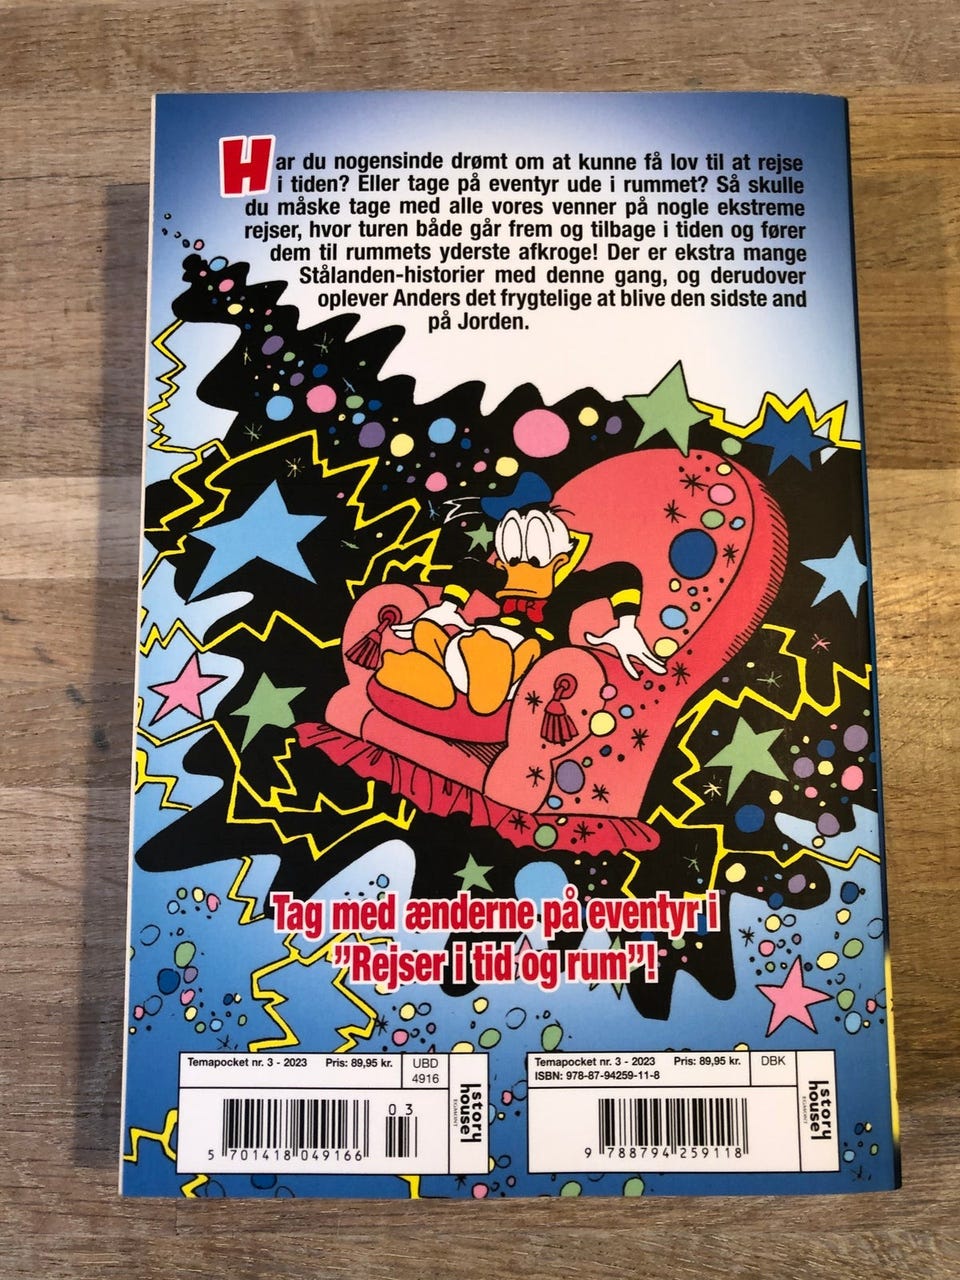 Har du nogensinde drømt om at kunne få lov til at rejse
i tiden? Eller tage på eventyr ude i rummet? Så skulle
du måske tage med alle vores venner på nogle ekstreme
rejser, hvor turen både går frem og tilbage i tiden og fører
dem til rummets yderste afkroge! Der er ekstra mange
Stålanden-historier med denne gang, og derudover
oplever Anders det frygtelige at blive den sidste and
på Jorden.
Tag med ænderne på eventyr i
”Rejser i tid og rum”!
Temapocket nr. 3 - 2023 Pris: 89,95 kr.
UBD
4916
03
5 701418 049166
story
house
EGMONT
Temapocket nr. 3 - 2023 Pris: 89,95 kr.
ISBN: 978-87-94259-11-8
DBK
9 788794 259118
story
house
EGMONT